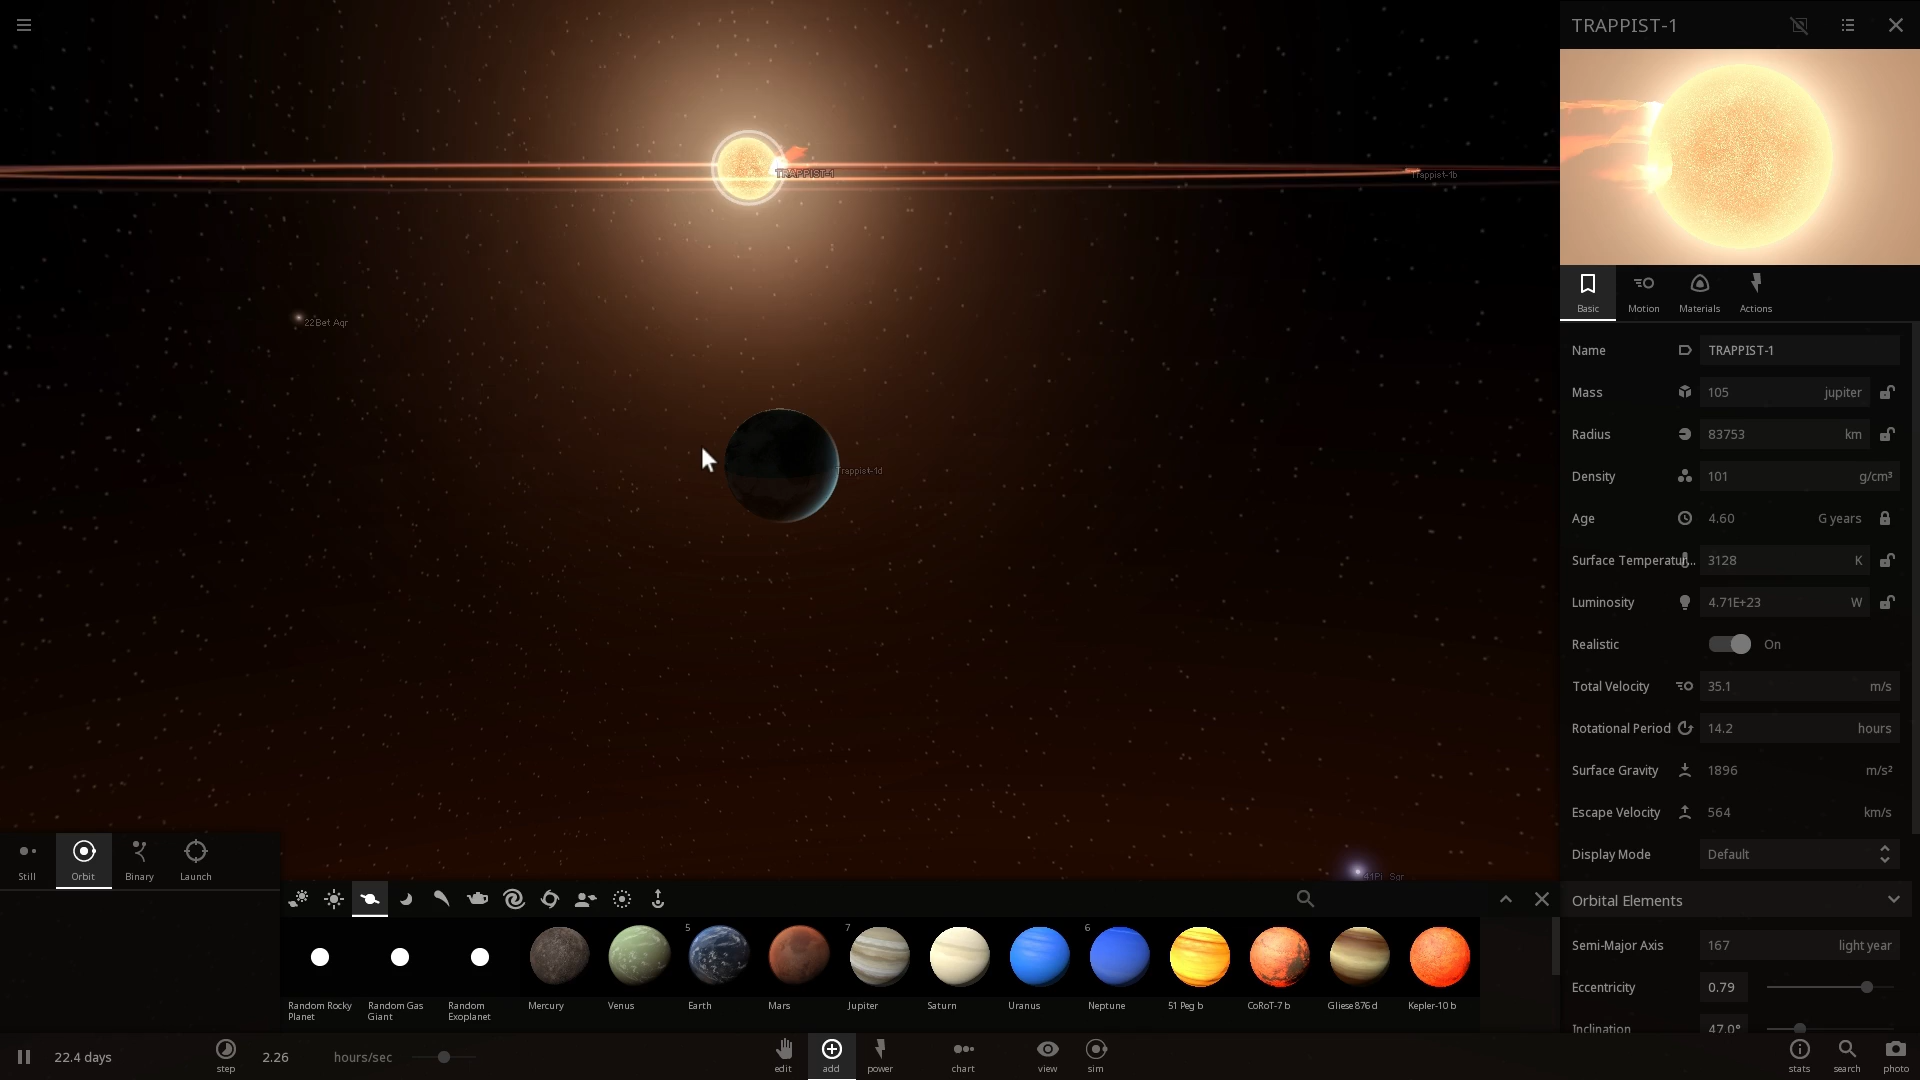 TRAPPIST-1
TRAPPIST-1
Trappist-1b
22Bet Aqr
Trappist-1d
41Pi Sgr
Basic
Motion
Materials
Actions
Name TRAPPIST-1
Mass 105 jupiter
Radius 83753 km
Density 101 g/cm³
Age 4.60 G years
Surface Temperatur... 3128 K
Luminosity 4.71E+23 W
Realistic On
Total Velocity 35.1 m/s
Rotational Period 14.2 hours
Surface Gravity 1896 m/s²
Escape Velocity 564 km/s
Display Mode Default
Orbital Elements
Semi-Major Axis 167 light year
Eccentricity 0.79
Inclination 47.0°
Still Orbit Binary Launch
5 7 6
Random Rocky Planet
Random Gas Giant
Random Exoplanet
Mercury
Venus
Earth
Mars
Jupiter
Saturn
Uranus
Neptune
51 Peg b
CoRoT-7 b
Gliese 876 d
Kepler-10 b
22.4 days
step
2.26 hours/sec
edit
add
power
chart
view
sim
stats
search
photo